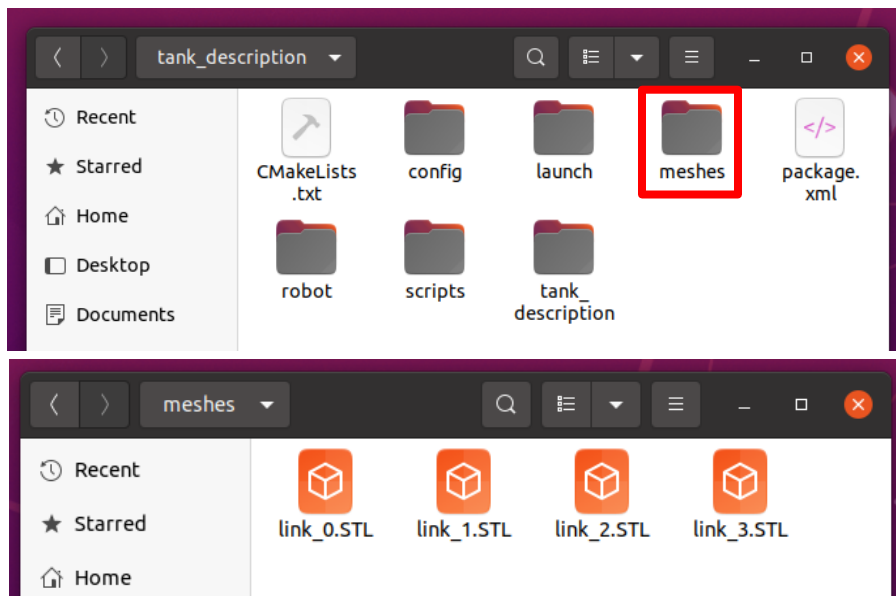 tank_description
Recent
Starred
Home
Desktop
Documents
CMakeLists
.txt
config
launch
meshes
</>
package.
xml
robot
scripts
tank_
description
meshes
Recent
Starred
Home
link_0.STL
link_1.STL
link_2.STL
link_3.STL